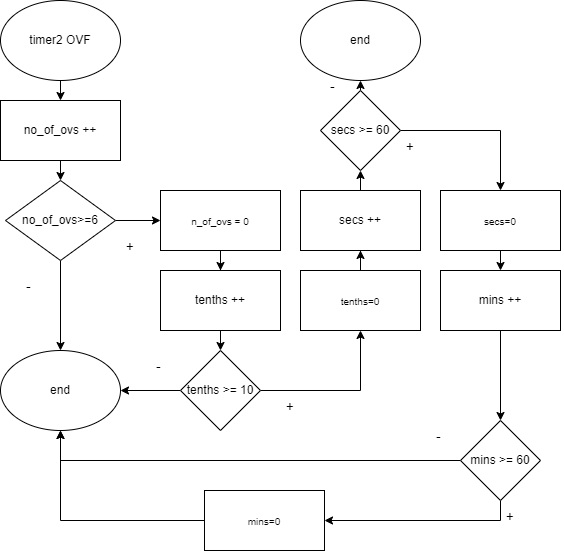 timer2 OVF
end
no_of_ovs ++
-
secs >= 60
+
no_of_ovs>=6
+
n_of_ovs = 0
secs ++
secs=0
-
tenths ++
tenths=0
mins ++
end
-
tenths >= 10
+
-
mins >= 60
+
mins=0